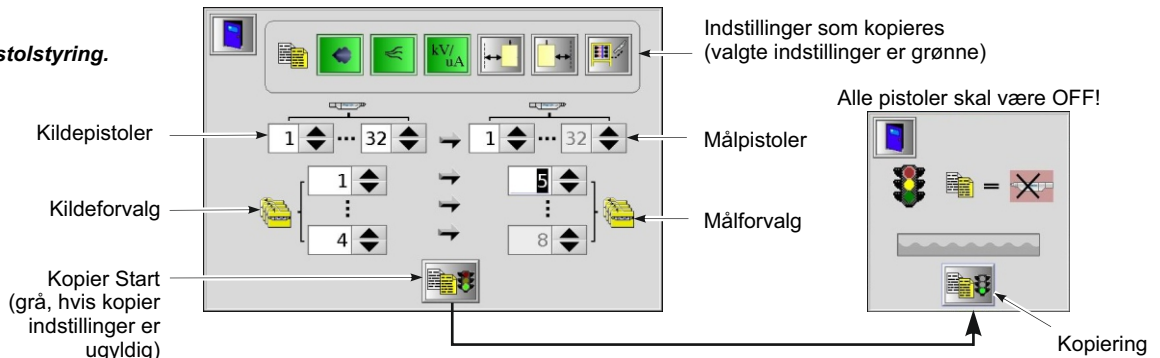 stolstyring.
Indstillinger som kopieres
(valgte indstillinger er grønne)
kV/
uA
Alle pistoler skal være OFF!
Kildepistoler
1 ... 32 1 ... 32
Målpistoler
Kildeforvalg
1 5
4 8
Målforvalg
=
Kopier Start
(grå, hvis kopier
indstillinger er
ugyldig)
Kopiering